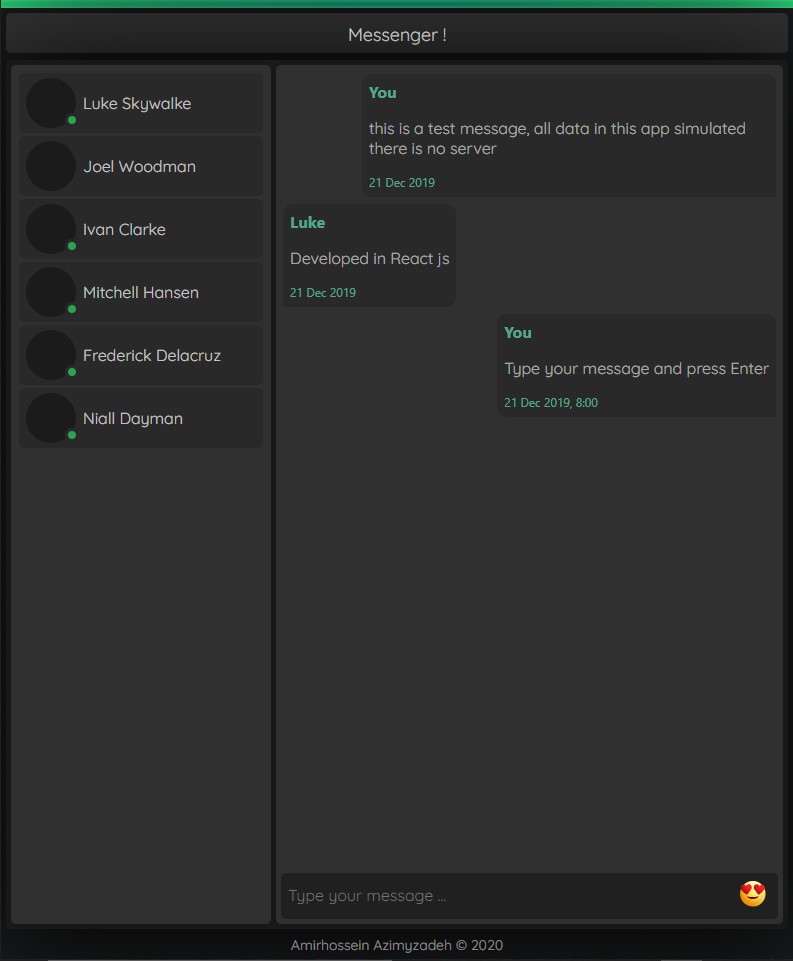 Messenger !
Luke Skywalke
Joel Woodman
Ivan Clarke
Mitchell Hansen
Frederick Delacruz
Niall Dayman
You
this is a test message, all data in this app simulated
there is no server
21 Dec 2019
Luke
Developed in React js
21 Dec 2019
You
Type your message and press Enter
21 Dec 2019, 8:00
Type your message ...
Amirhossein Azimyzadeh © 2020